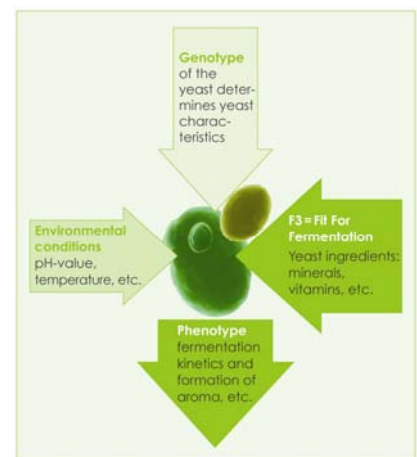 Genotype
of the
yeast deter-
mines yeast
charac-
teristics
Environmental
conditions
pH-value,
temperature, etc.
F3=Fit For
Fermentation
Yeast ingredients:
minerals,
vitamins, etc.
Phenotype
fermentation
kinetics and
formation of
aroma, etc.